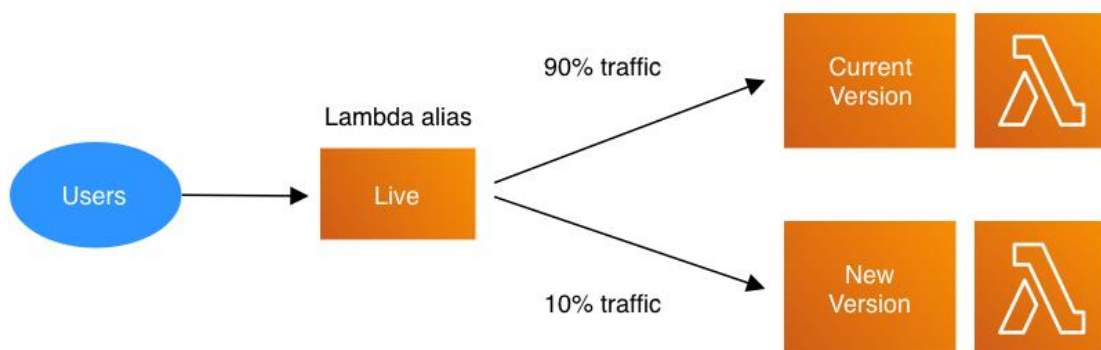 90% traffic
Current
Version
Lambda alias
Users
Live
New
Version
10% traffic